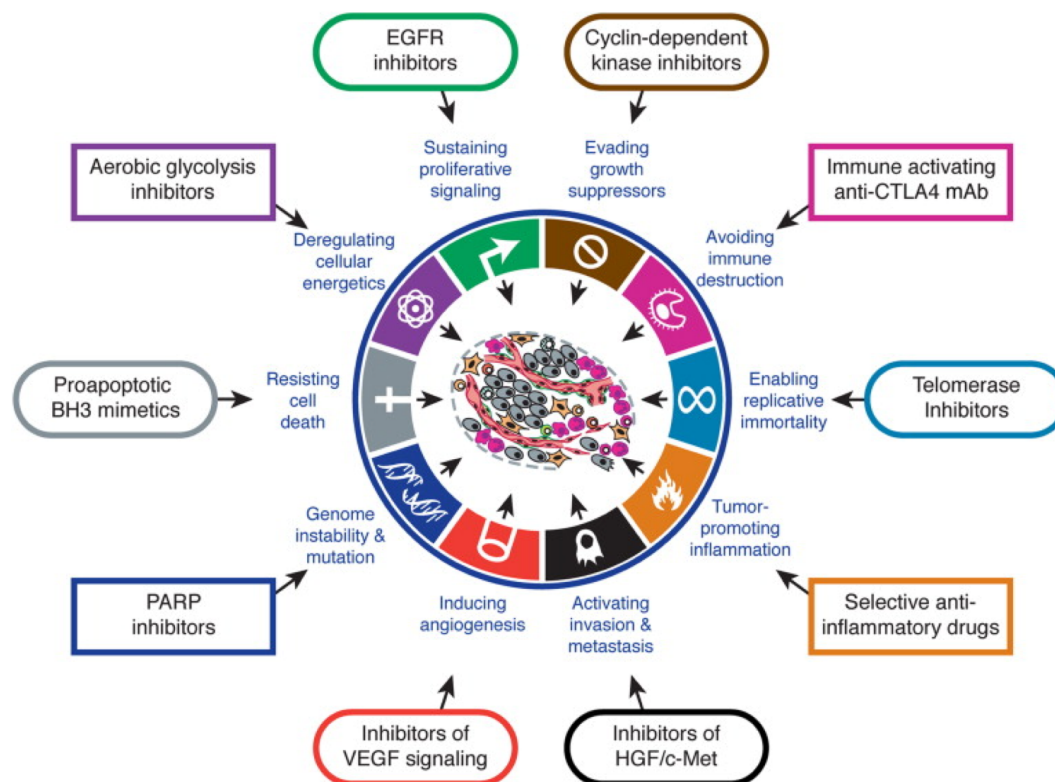 EGFR
inhibitors
Cyclin-dependent
kinase inhibitors
Sustaining
proliferative
signaling
Evading
growth
suppressors
Aerobic glycolysis
inhibitors
Immune activating
anti-CTLA4 mAb
Deregulating
cellular
energetics
Avoiding
immune
destruction
Proapoptotic
BH3 mimetics
Resisting
cell
death
Enabling
replicative
immortality
Telomerase
Inhibitors
Genome
instability &
mutation
Tumor-
promoting
inflammation
PARP
inhibitors
Inducing
angiogenesis
Activating
invasion &
metastasis
Selective anti-
inflammatory drugs
Inhibitors of
VEGF signaling
Inhibitors of
HGF/c-Met